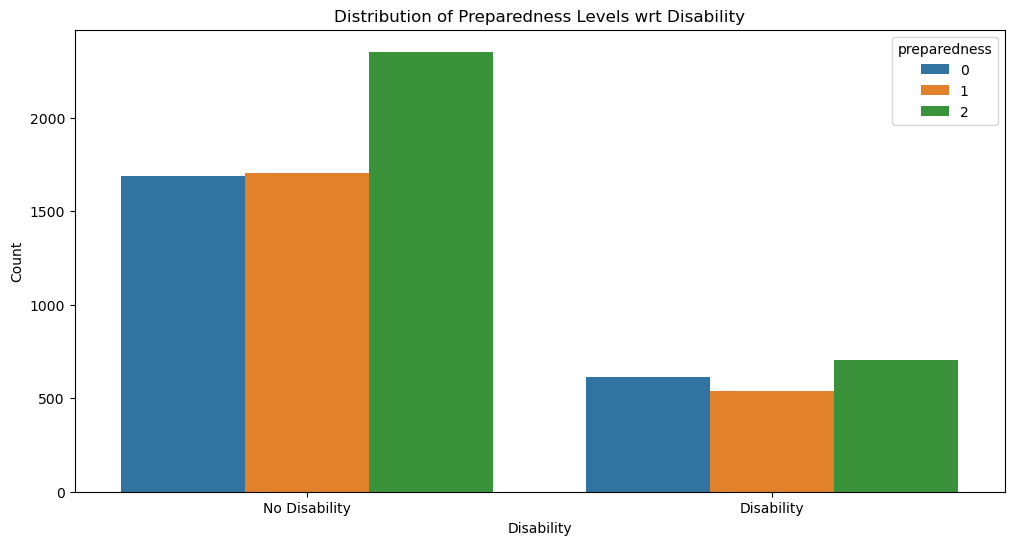 Distribution of Preparedness Levels wrt Disability
preparedness
0
1
2
Count
2000
1500
1000
500
0
No Disability
Disability
Disability